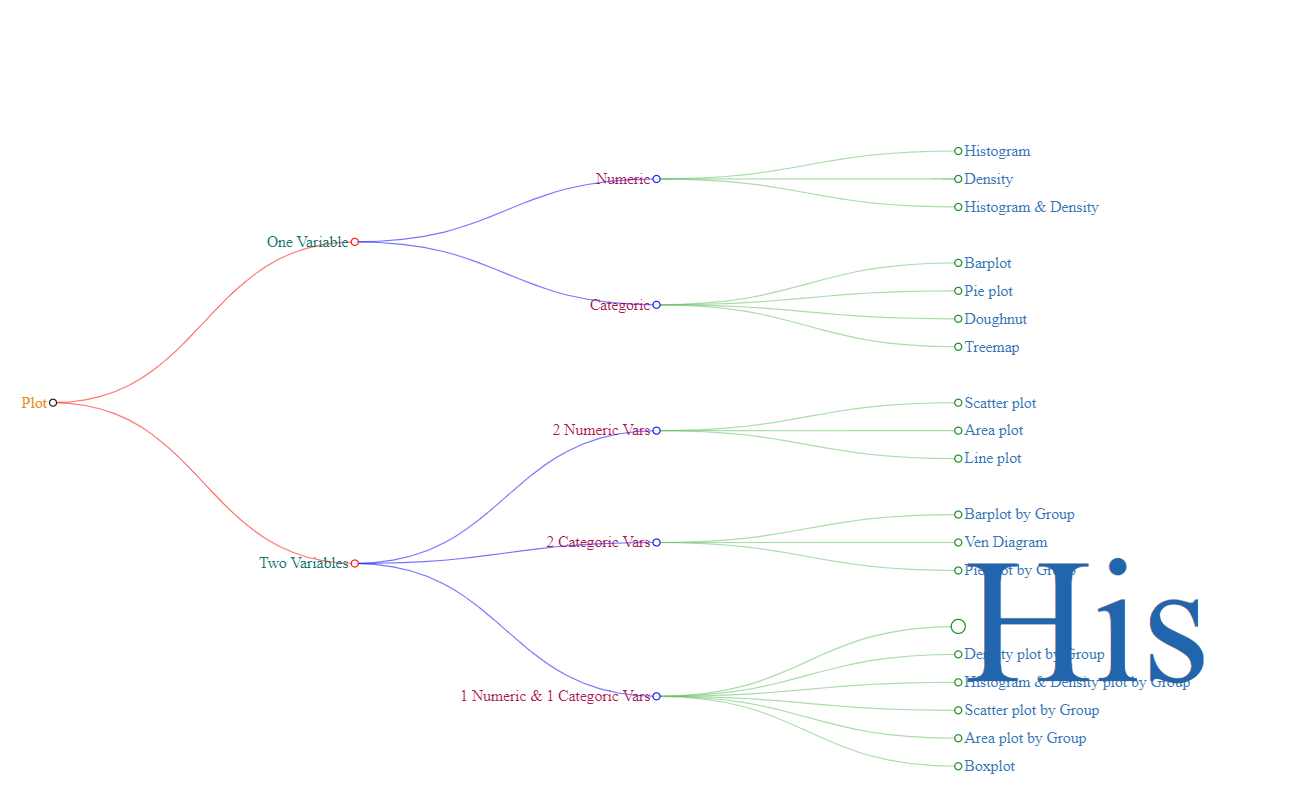 Plot
One Variable
Two Variables
Numeric
Categoric
2 Numeric Vars
2 Categoric Vars
1 Numeric & 1 Categoric Vars
Histogram
Density
Histogram & Density
Barplot
Pie plot
Doughnut
Treemap
Scatter plot
Area plot
Line plot
Barplot by Group
Ven Diagram
Pie plot by Group
His
Density plot by Group
Histogram & Density plot by Group
Scatter plot by Group
Area plot by Group
Boxplot